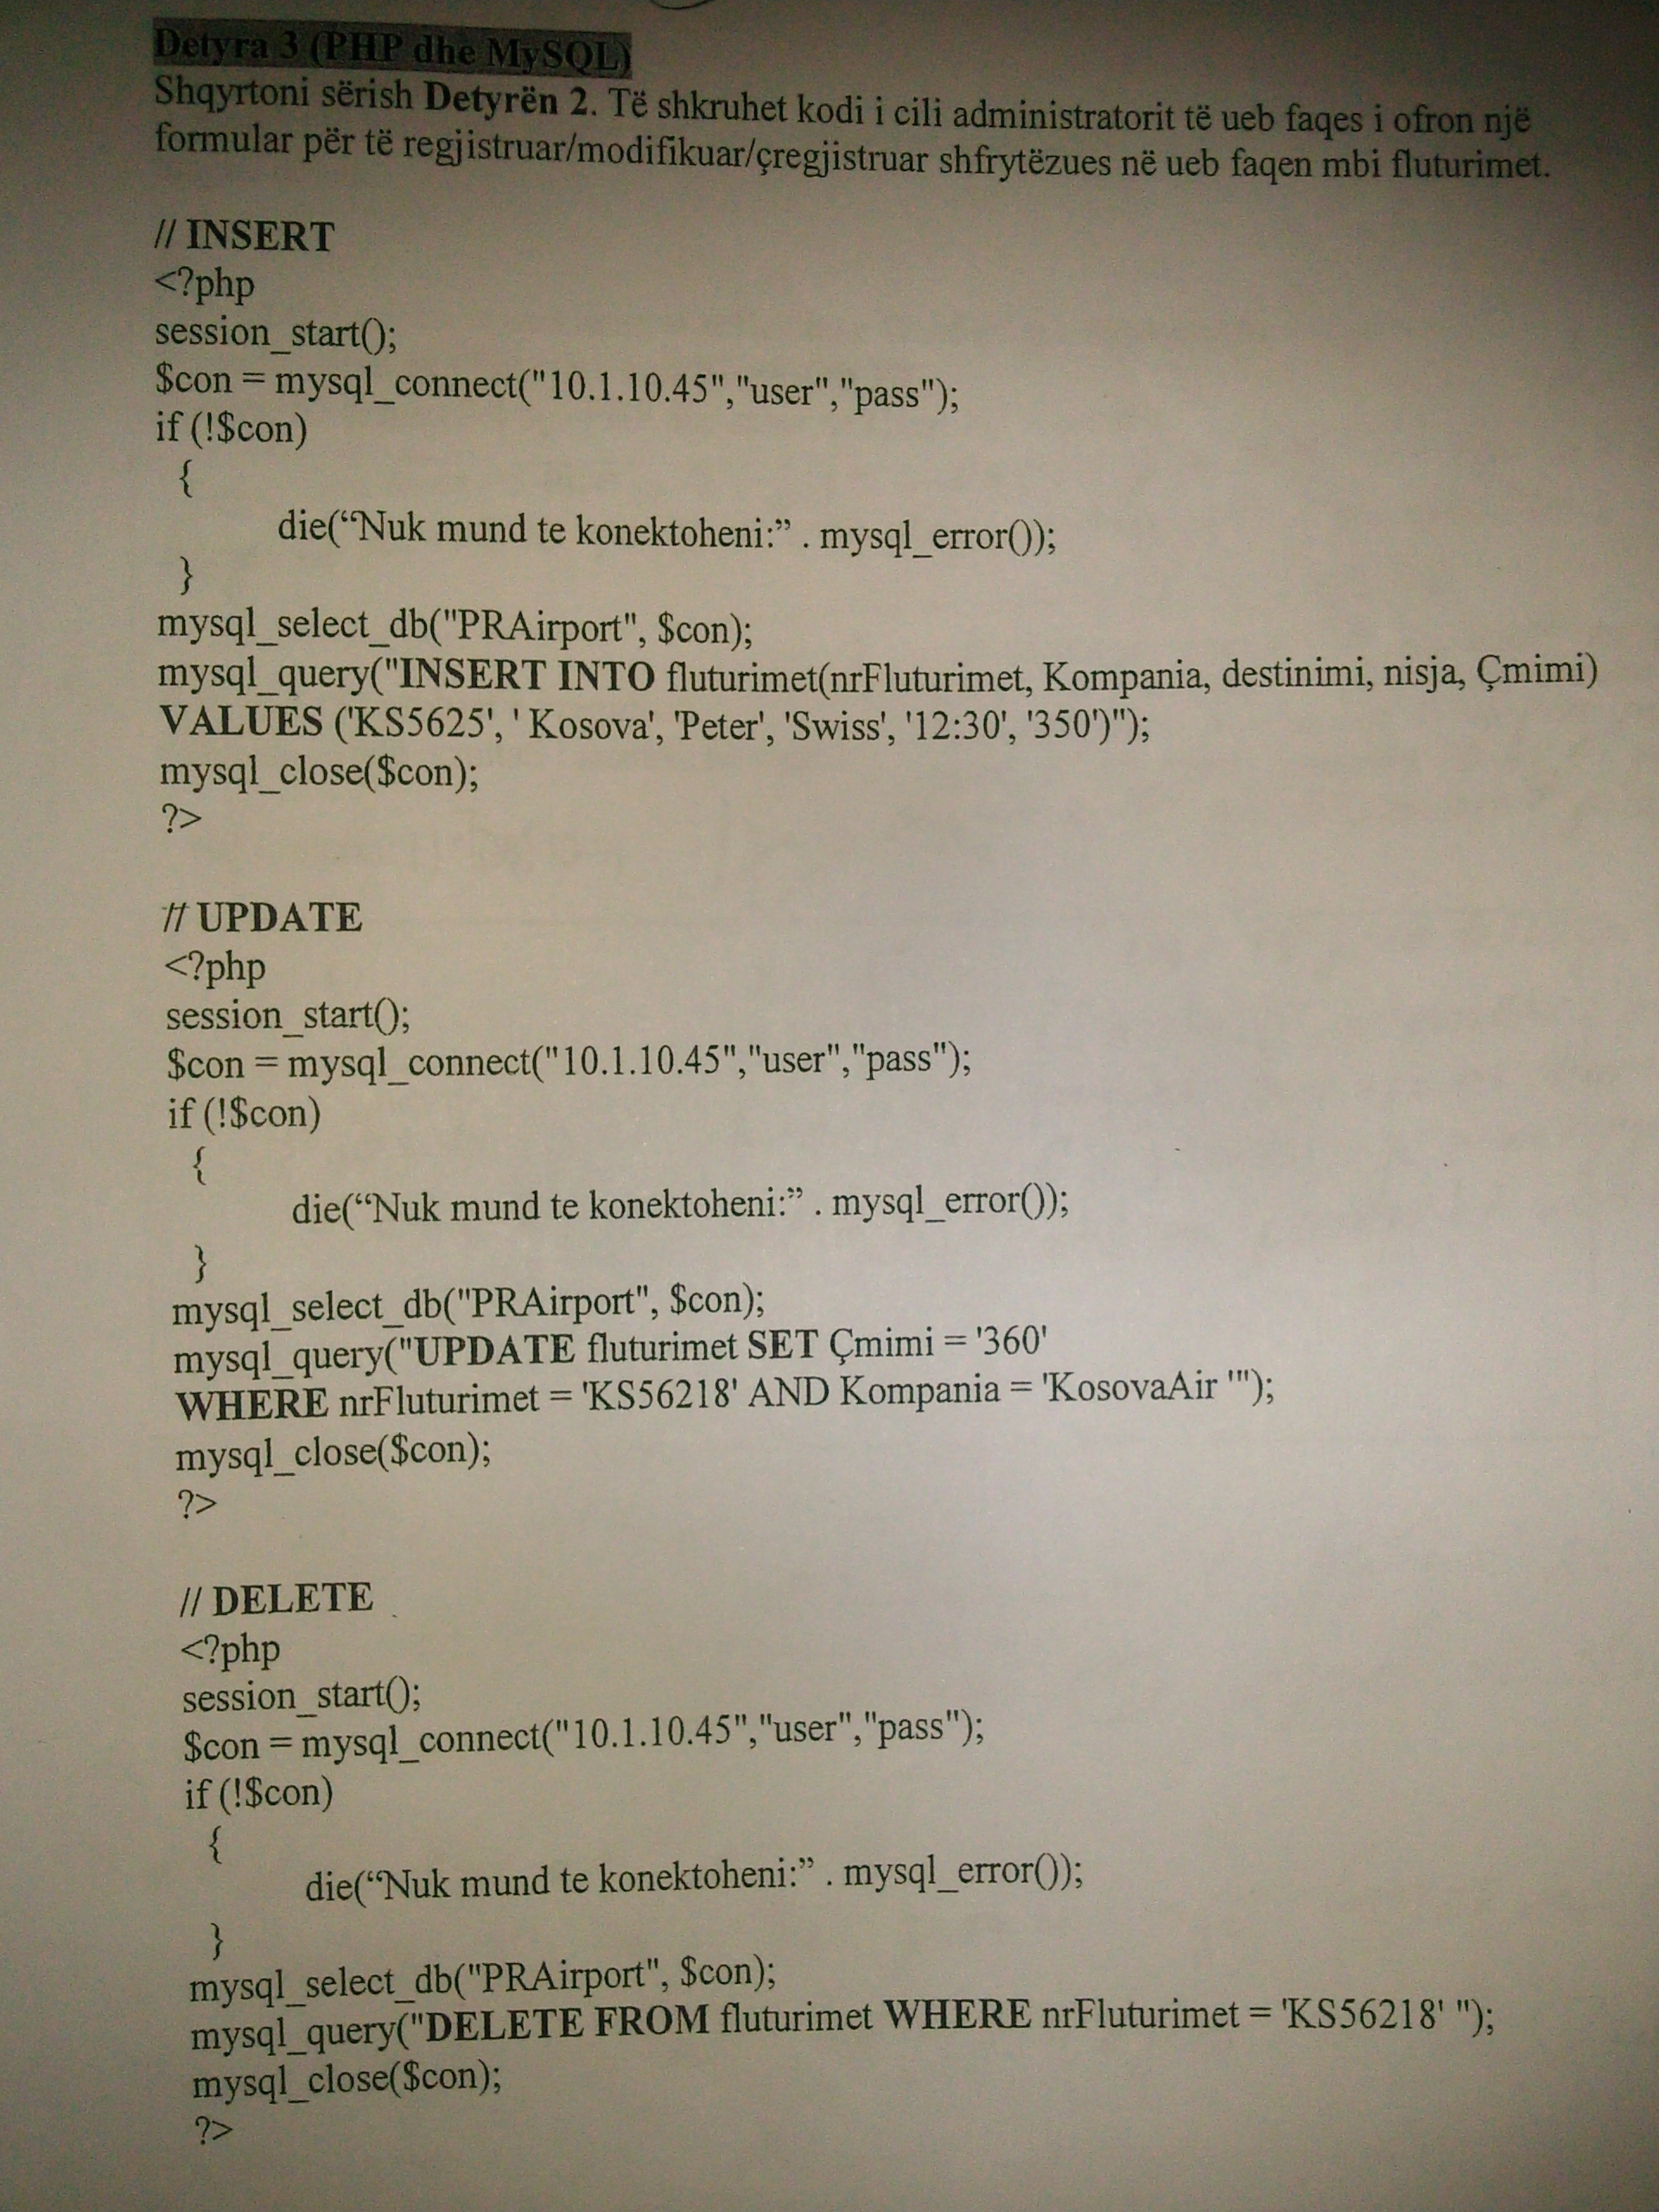 Detyra 3 (PHP dhe MySQL)
Shqyrtoni sërish Detyrën 2. Të shkruhet kodi i cili administratorit të ueb faqes i ofron një
formular për të regjistruar/modifikuar/çregjistruar shfrytëzues në ueb faqen mbi fluturimet.
// INSERT
<?php
session_start();
$con = mysql_connect("10.1.10.45","user","pass");
if (!$con)
{
die(“Nuk mund te konektoheni:” . mysql_error());
}
mysql_select_db("PRAirport", $con);
mysql_query("INSERT INTO fluturimet(nrFluturimet, Kompania, destinimi, nisja, Çmimi)
VALUES ('KS5625', ' Kosova', 'Peter', 'Swiss', '12:30', '350')");
mysql_close($con);
?>
// UPDATE
<?php
session_start();
$con = mysql_connect("10.1.10.45","user","pass");
if (!$con)
{
die(“Nuk mund te konektoheni:” . mysql_error());
}
mysql_select_db("PRAirport", $con);
mysql_query("UPDATE fluturimet SET Çmimi = '360'
WHERE nrFluturimet = 'KS56218' AND Kompania = 'KosovaAir '");
mysql_close($con);
?>
// DELETE
<?php
session_start();
$con = mysql_connect("10.1.10.45","user","pass");
if (!$con)
{
die(“Nuk mund te konektoheni:” . mysql_error());
}
mysql_select_db("PRAirport", $con);
mysql_query("DELETE FROM fluturimet WHERE nrFluturimet = 'KS56218' ");
mysql_close($con);
?>